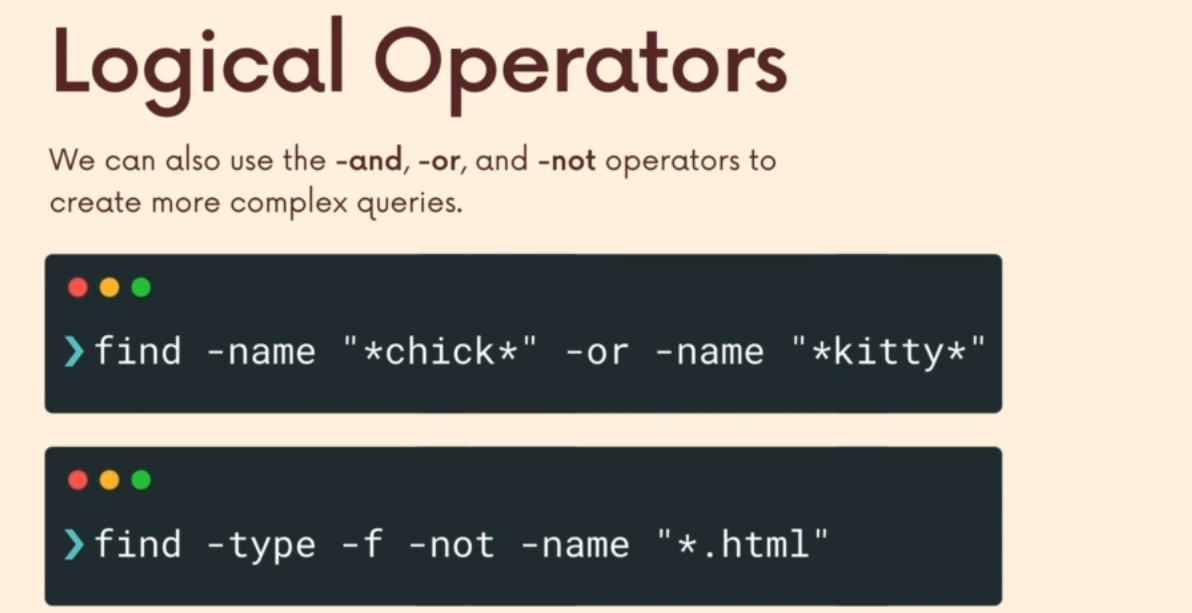 Logical Operators
We can also use the -and, -or, and -not operators to
create more complex queries.
❯ find -name "*chick*" -or -name "*kitty*"
❯ find -type -f -not -name "*.html"